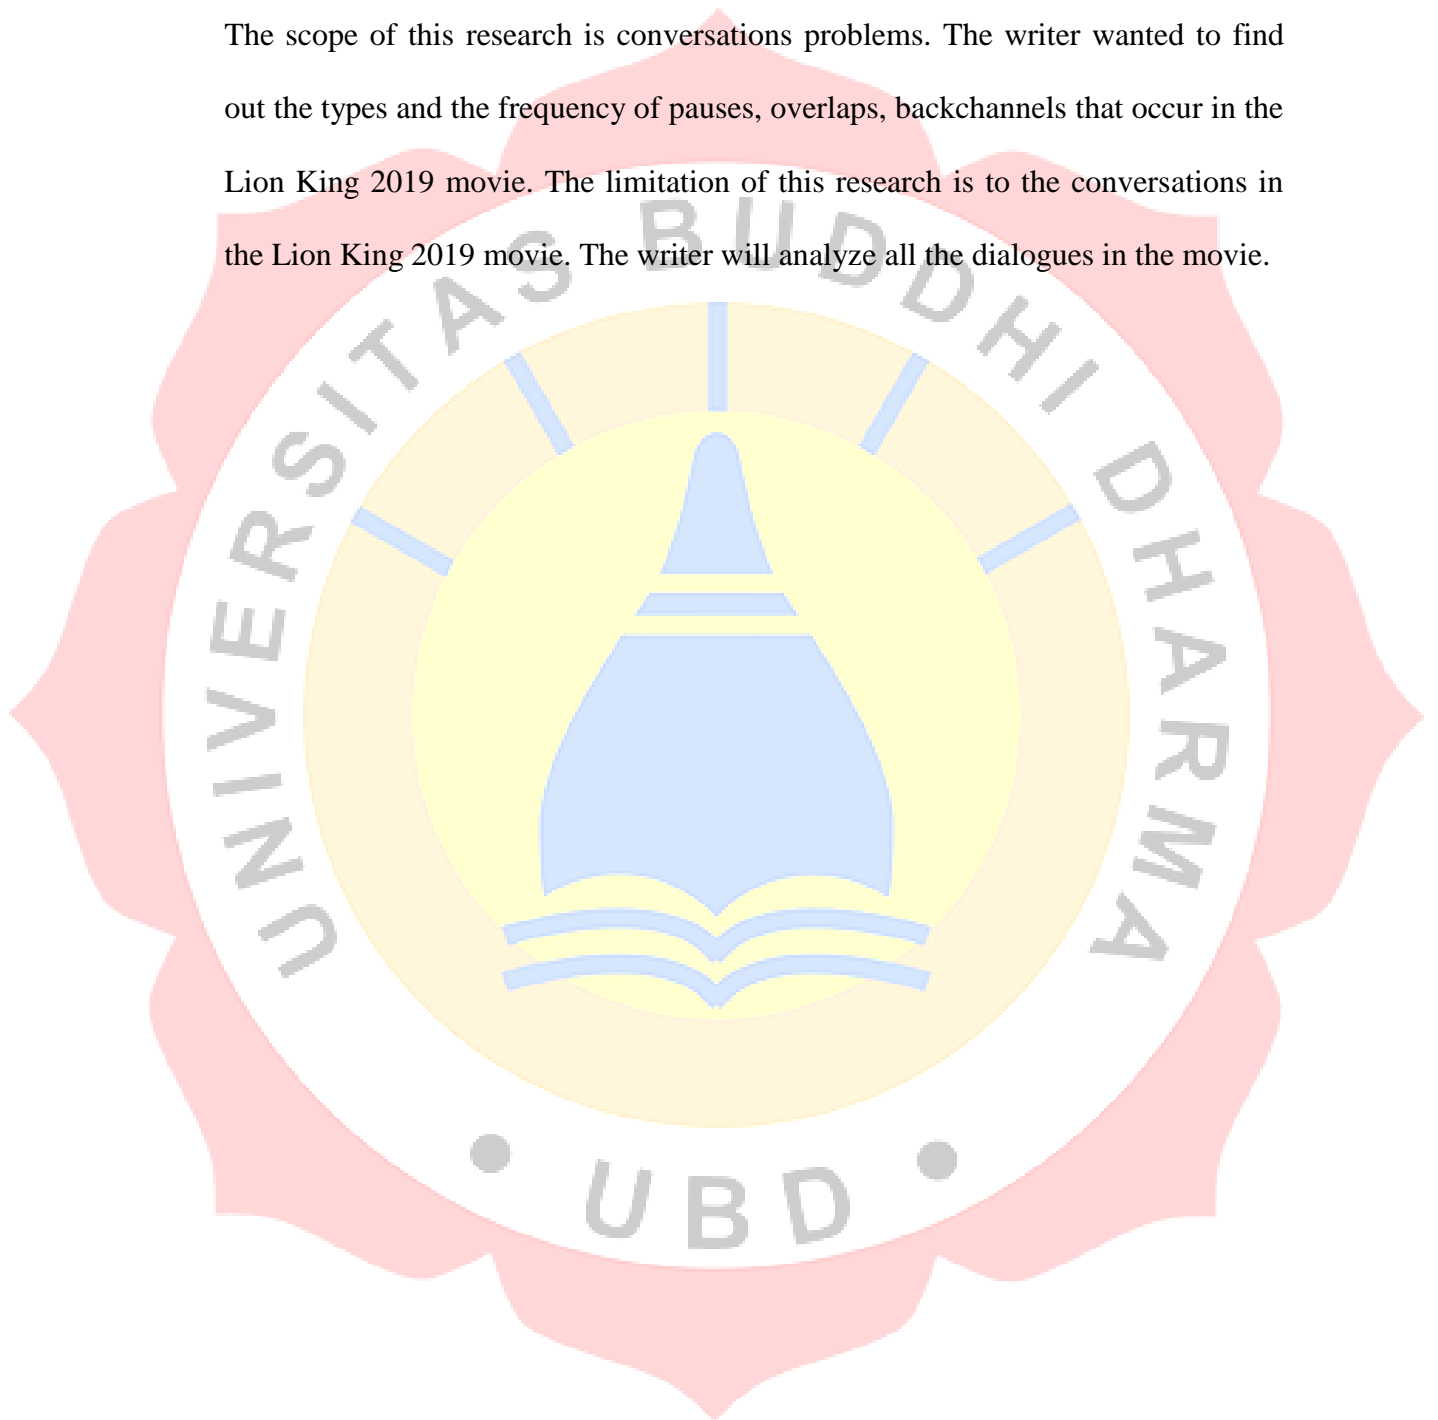 The scope of this research is conversations problems. The writer wanted to find
out the types and the frequency of pauses, overlaps, backchannels that occur in the
Lion King 2019 movie. The limitation of this research is to the conversations in
the Lion King 2019 movie. The writer will analyze all the dialogues in the movie.
UNIVERSITAS BUDDHI DHARMA
UBD